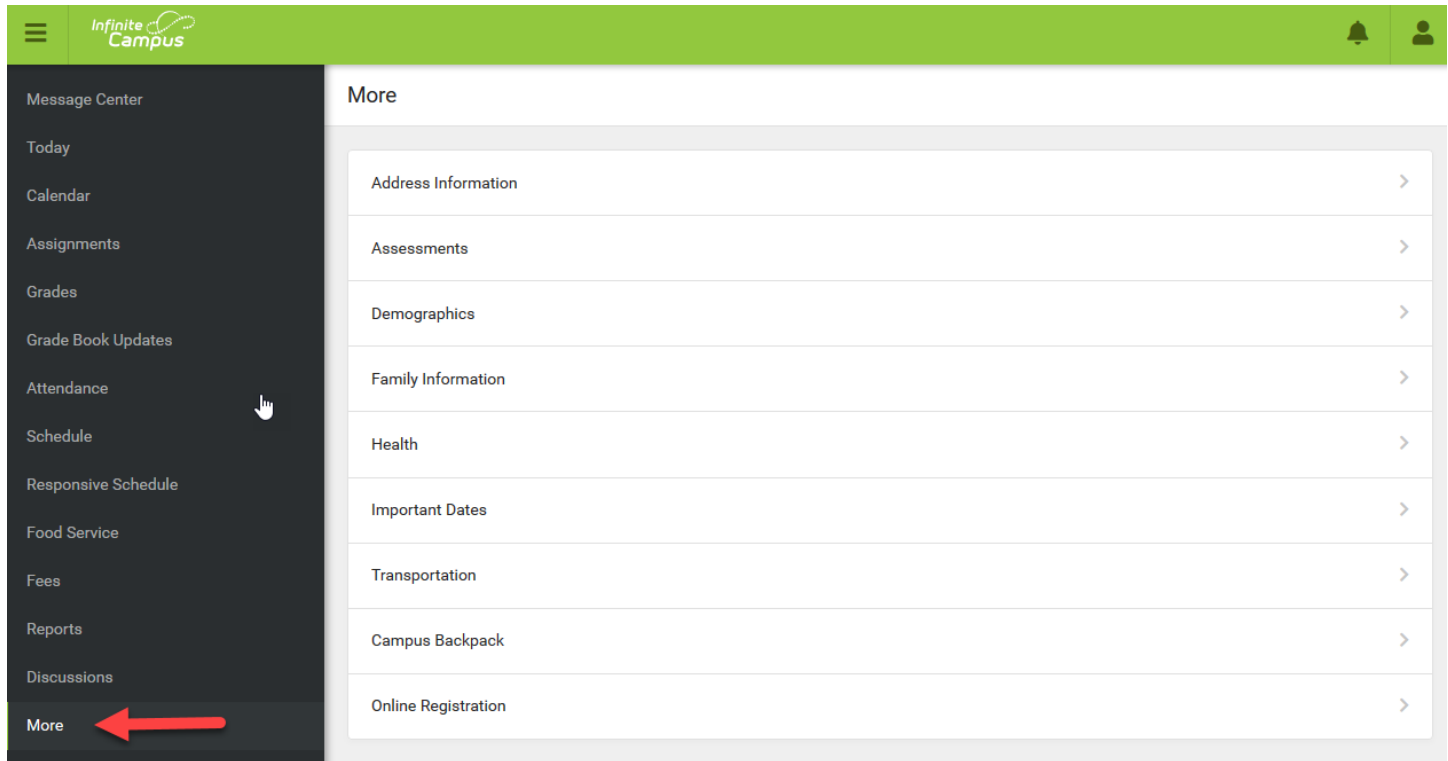 Infinite
Campus
Message Center
Today
Calendar
Assignments
Grades
Grade Book Updates
Attendance
Schedule
Responsive Schedule
Food Service
Fees
Reports
Discussions
More
More
Address Information
Assessments
Demographics
Family Information
Health
Important Dates
Transportation
Campus Backpack
Online Registration